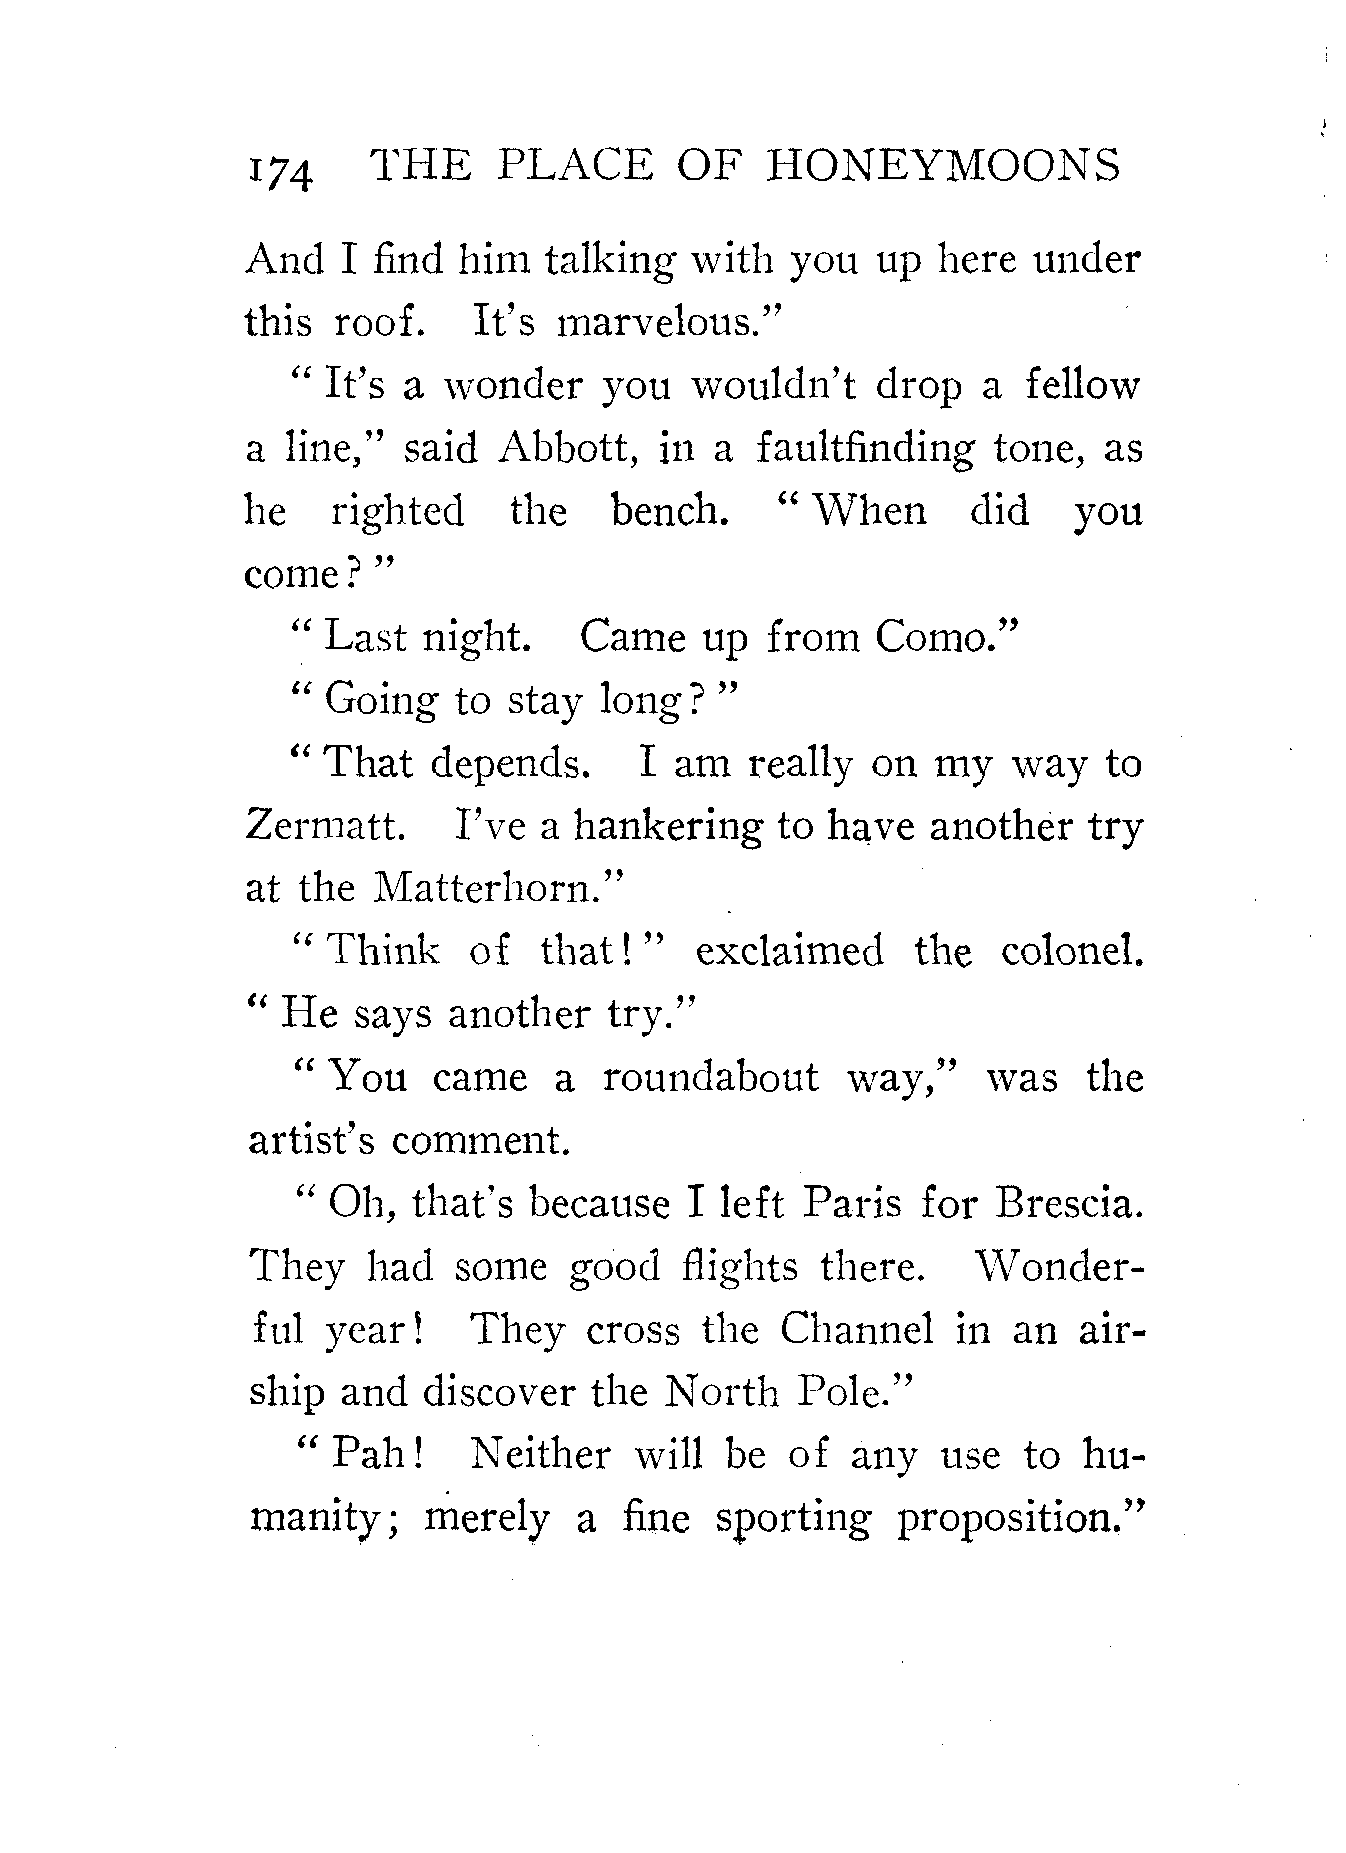 174 THE PLACE OF HONEYMOONS
And I find him talking with you up here under
this roof. It's marvelous."
" It's a wonder you wouldn't drop a fellow
a line," said Abbott, in a faultfinding tone, as
he righted the bench. " When did you
come? "
" Last night. Came up from Como."
" Going to stay long? "
" That depends. I am really on my way to
Zermatt. I've a hankering to have another try
at the Matterhorn."
" Think of that! " exclaimed the colonel.
" He says another try."
" You came a roundabout way," was the
artist's comment.
" Oh, that's because I left Paris for Brescia.
They had some good flights there. Wonder-
ful year! They cross the Channel in an air-
ship and discover the North Pole."
" Pah! Neither will be of any use to hu-
manity; merely a fine sporting proposition."